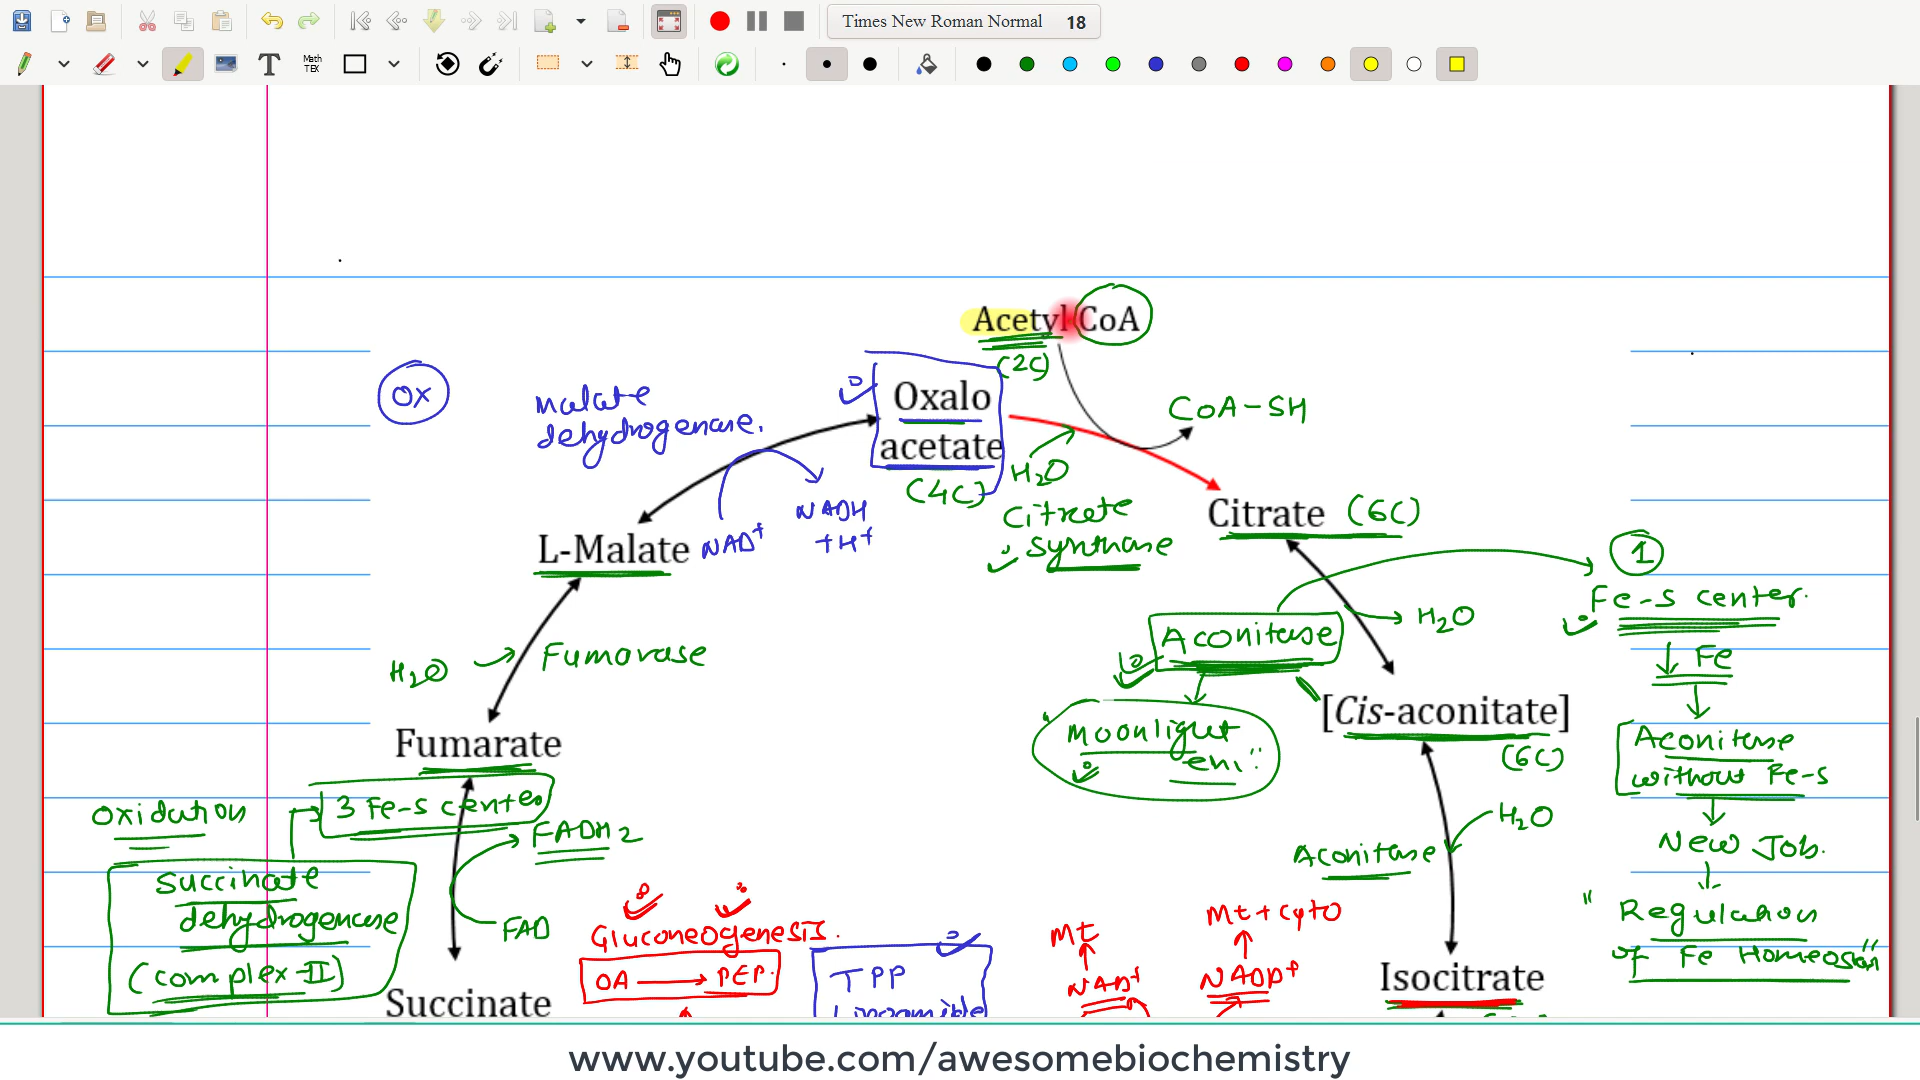 Times New Roman Normal 18
Math
TEX
T
Acetyl CoA
(2C)
OX
Malate
dehydrogenase.
Oxalo
acetate
(4C)
CoA-SH
H2O
Citrate
synthase
NAD+
NADH
+H+
L-Malate
Citrate (6C)
1
Fe-S center.
Aconitase
H2O
H2O
Fumarase
↓ Fe
Moonlight
[Cis-aconitate]
(6C)
Aconitase
without Fe-S
Fumarate
3 Fe-S center
FADH2
Oxidation
H2O
Aconitase
New Job.
Succinate
dehydrogenase
(complex-II)
FAD
Gluconeogenesis.
OA → PEP.
TPP
Mt
NAD+
Mt + cyto
NADP+
"Regulation
of Fe
Isocitrate
Succinate
www.youtube.com/awesomebiochemistry